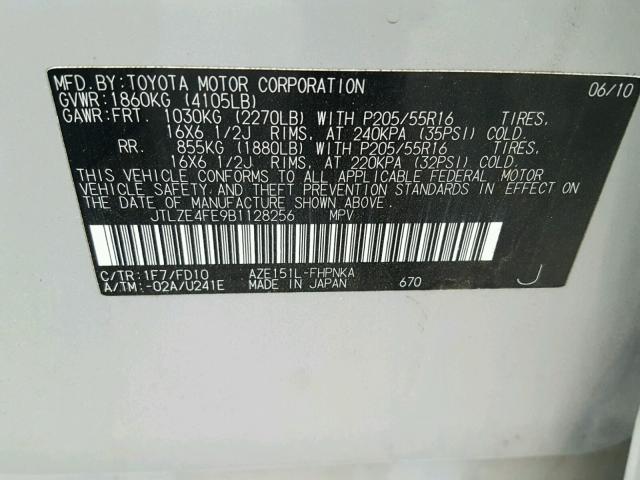 MFD.BY:TOYOTA MOTOR CORPORATION 06/10
GVWR:1860KG (4105LB)
GAWR:FRT. 1030KG (2270LB) WITH P205/55R16 TIRES,
16X6 1/2J RIMS, AT 240KPA (35PSI) COLD.
RR. 855KG (1880LB) WITH P205/55R16 TIRES,
16X6 1/2J RIMS, AT 220KPA (32PSI) COLD.
THIS VEHICLE CONFORMS TO ALL APPLICABLE FEDERAL MOTOR
VEHICLE SAFETY AND THEFT PREVENTION STANDARDS IN EFFECT ON
THE DATE OF MANUFACTURE SHOWN ABOVE.
JTLZE4FE9B1128256 MPV
C/TR:1F7/FD10 AZE151L-FHPNKA J
A/TM:-02A/U241E MADE IN JAPAN 670